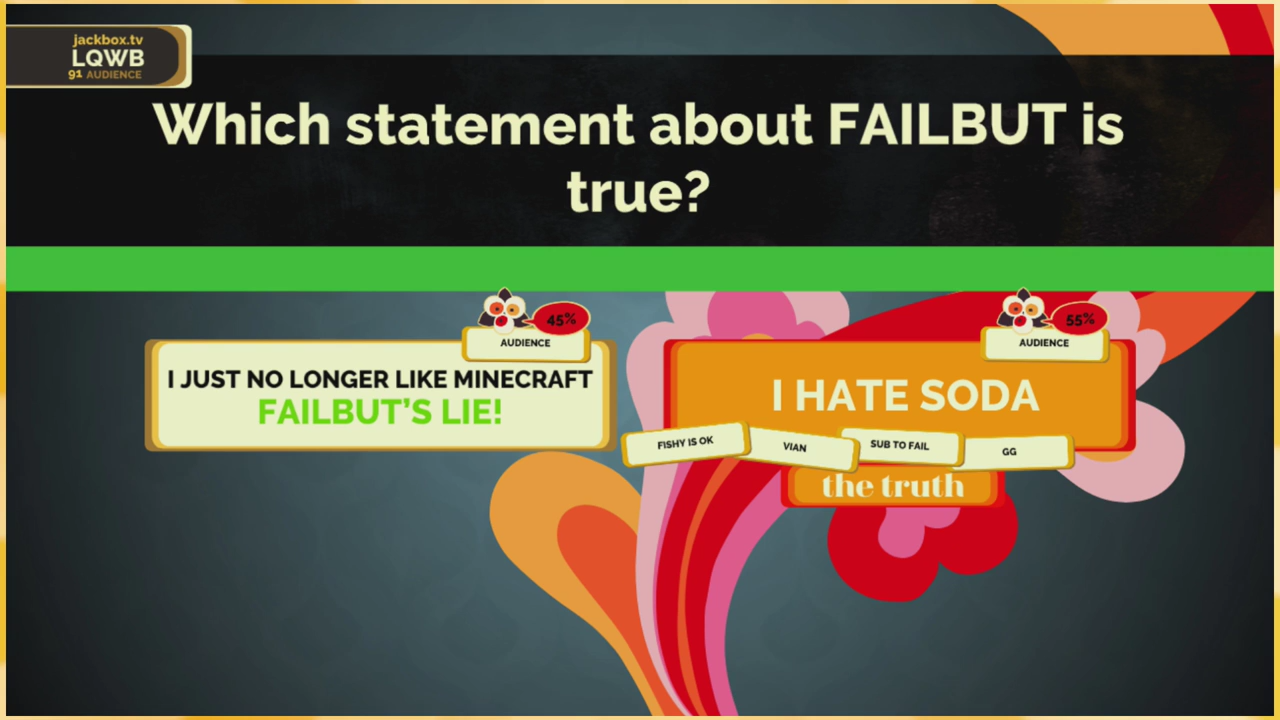 jackbox.tv
LQWB
91 AUDIENCE
Which statement about FAILBUT is
true?
45%
AUDIENCE
I JUST NO LONGER LIKE MINECRAFT
FAILBUT'S LIE!
55%
AUDIENCE
I HATE SODA
FISHY IS OK
VIAN
SUB TO FAIL
GG
the truth